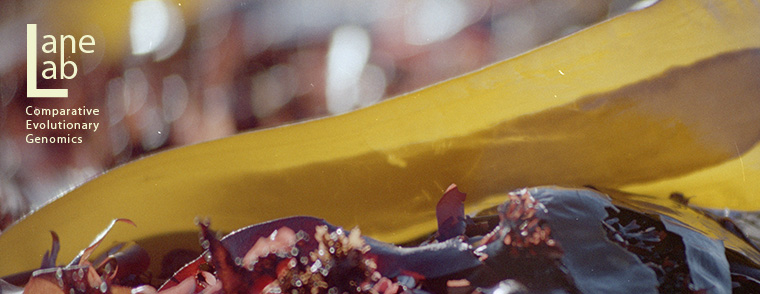 Lane
Lab
Comparative
Evolutionary
Genomics